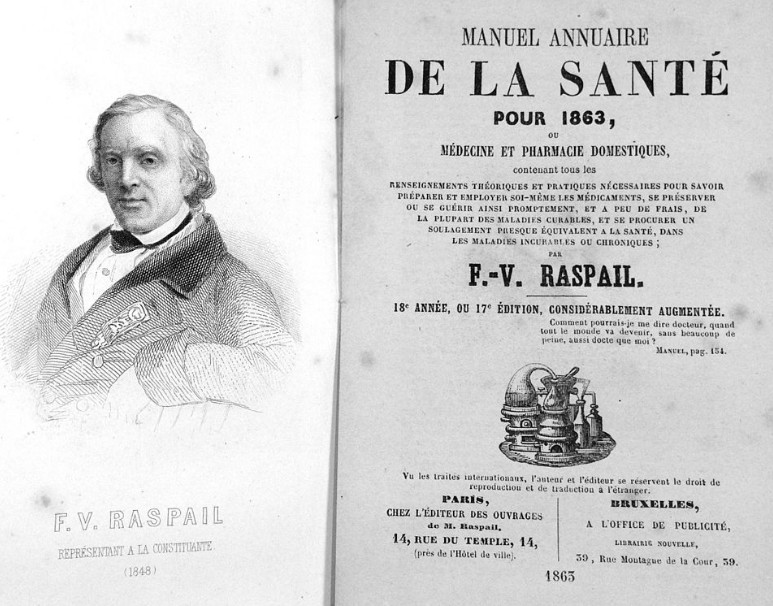 F. V. RASPAIL
REPRÉSENTANT A LA CONSTITUANTE
(1848)
MANUEL ANNUAIRE
DE LA SANTÉ
POUR 1863,
OU
MÉDECINE ET PHARMACIE DOMESTIQUES,
contenant tous les
RENSEIGNEMENTS THÉORIQUES ET PRATIQUES NÉCESSAIRES POUR SAVOIR
PRÉPARER ET EMPLOYER SOI-MÊME LES MÉDICAMENTS, SE PRÉSERVER
OU SE GUÉRIR AINSI PROMPTEMENT, ET A PEU DE FRAIS, DE
LA PLUPART DES MALADIES CURABLES, ET SE PROCURER UN
SOULAGEMENT PRESQUE ÉQUIVALENT A LA SANTÉ, DANS
LES MALADIES INCURABLES OU CHRONIQUES ;
PAR
F.-V. RASPAIL.
18e ANNÉE, OU 17e ÉDITION, CONSIDÉRABLEMENT AUGMENTÉE.
Comment pourrais-je me dire docteur, quand
tout le monde va devenir, sans beaucoup de
peine, aussi docte que moi ?
MANUEL, pag. 154.
Vu les traités internationaux, l'auteur et l'éditeur se réservent le droit de
reproduction et de traduction à l'étranger.
PARIS,
CHEZ L'ÉDITEUR DES OUVRAGES
de M. Raspail,
14, RUE DU TEMPLE, 14,
(près de l'Hôtel de ville).
BRUXELLES,
A L'OFFICE DE PUBLICITÉ,
LIBRAIRIE NOUVELLE,
39, Rue Montagne de la Cour, 39.
1863